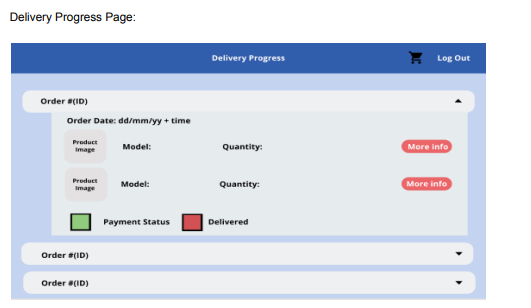 Delivery Progress Page:
Delivery Progress
Log Out
Order #(ID)
Order Date: dd/mm/yy + time
Product Image
Model:
Quantity:
More info
Product Image
Model:
Quantity:
More info
Payment Status
Delivered
Order #(ID)
Order #(ID)